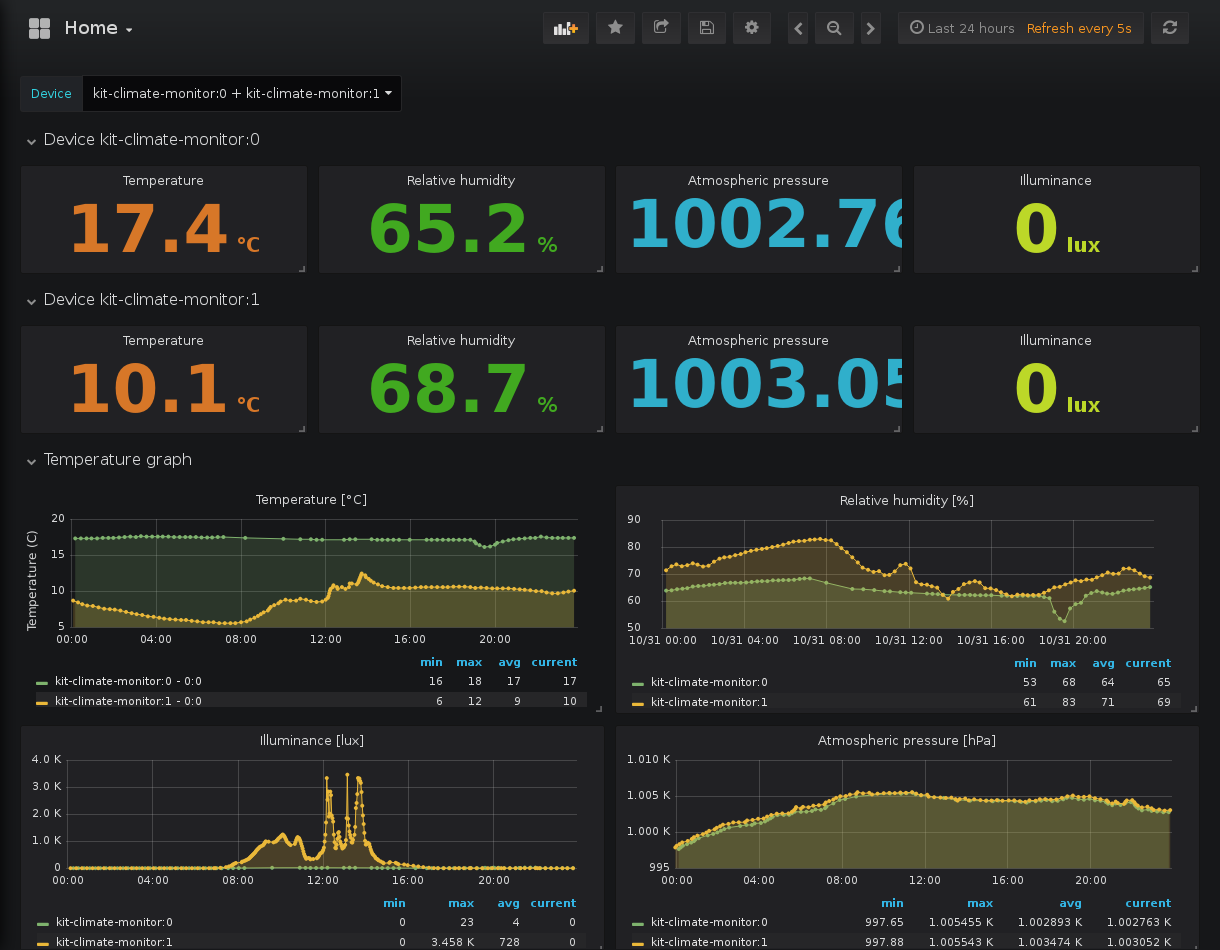 Home
Last 24 hours Refresh every 5s
Device kit-climate-monitor:0 + kit-climate-monitor:1
Device kit-climate-monitor:0
Temperature Relative humidity Atmospheric pressure Illuminance
17.4 °C 65.2 % 1002.76 0 lux
Device kit-climate-monitor:1
Temperature Relative humidity Atmospheric pressure Illuminance
10.1 °C 68.7 % 1003.05 0 lux
Temperature graph
Temperature [°C]
Temperature (C)
20
15
10
5
00:00 04:00 08:00 12:00 16:00 20:00
min max avg current
kit-climate-monitor:0 - 0:0 16 18 17 17
kit-climate-monitor:1 - 0:0 6 12 9 10
Relative humidity [%]
90
80
70
60
50
10/31 00:00 10/31 04:00 10/31 08:00 10/31 12:00 10/31 16:00 10/31 20:00
min max avg current
kit-climate-monitor:0 53 68 64 65
kit-climate-monitor:1 61 83 71 69
Illuminance [lux]
4.0 K
3.0 K
2.0 K
1.0 K
0
00:00 04:00 08:00 12:00 16:00 20:00
min max avg current
kit-climate-monitor:0 0 23 4 0
kit-climate-monitor:1 0 3.458 K 728 0
Atmospheric pressure [hPa]
1.010 K
1.005 K
1.000 K
995
00:00 04:00 08:00 12:00 16:00 20:00
min max avg current
kit-climate-monitor:0 997.65 1.005455 K 1.002893 K 1.002763 K
kit-climate-monitor:1 997.88 1.005543 K 1.003474 K 1.003052 K